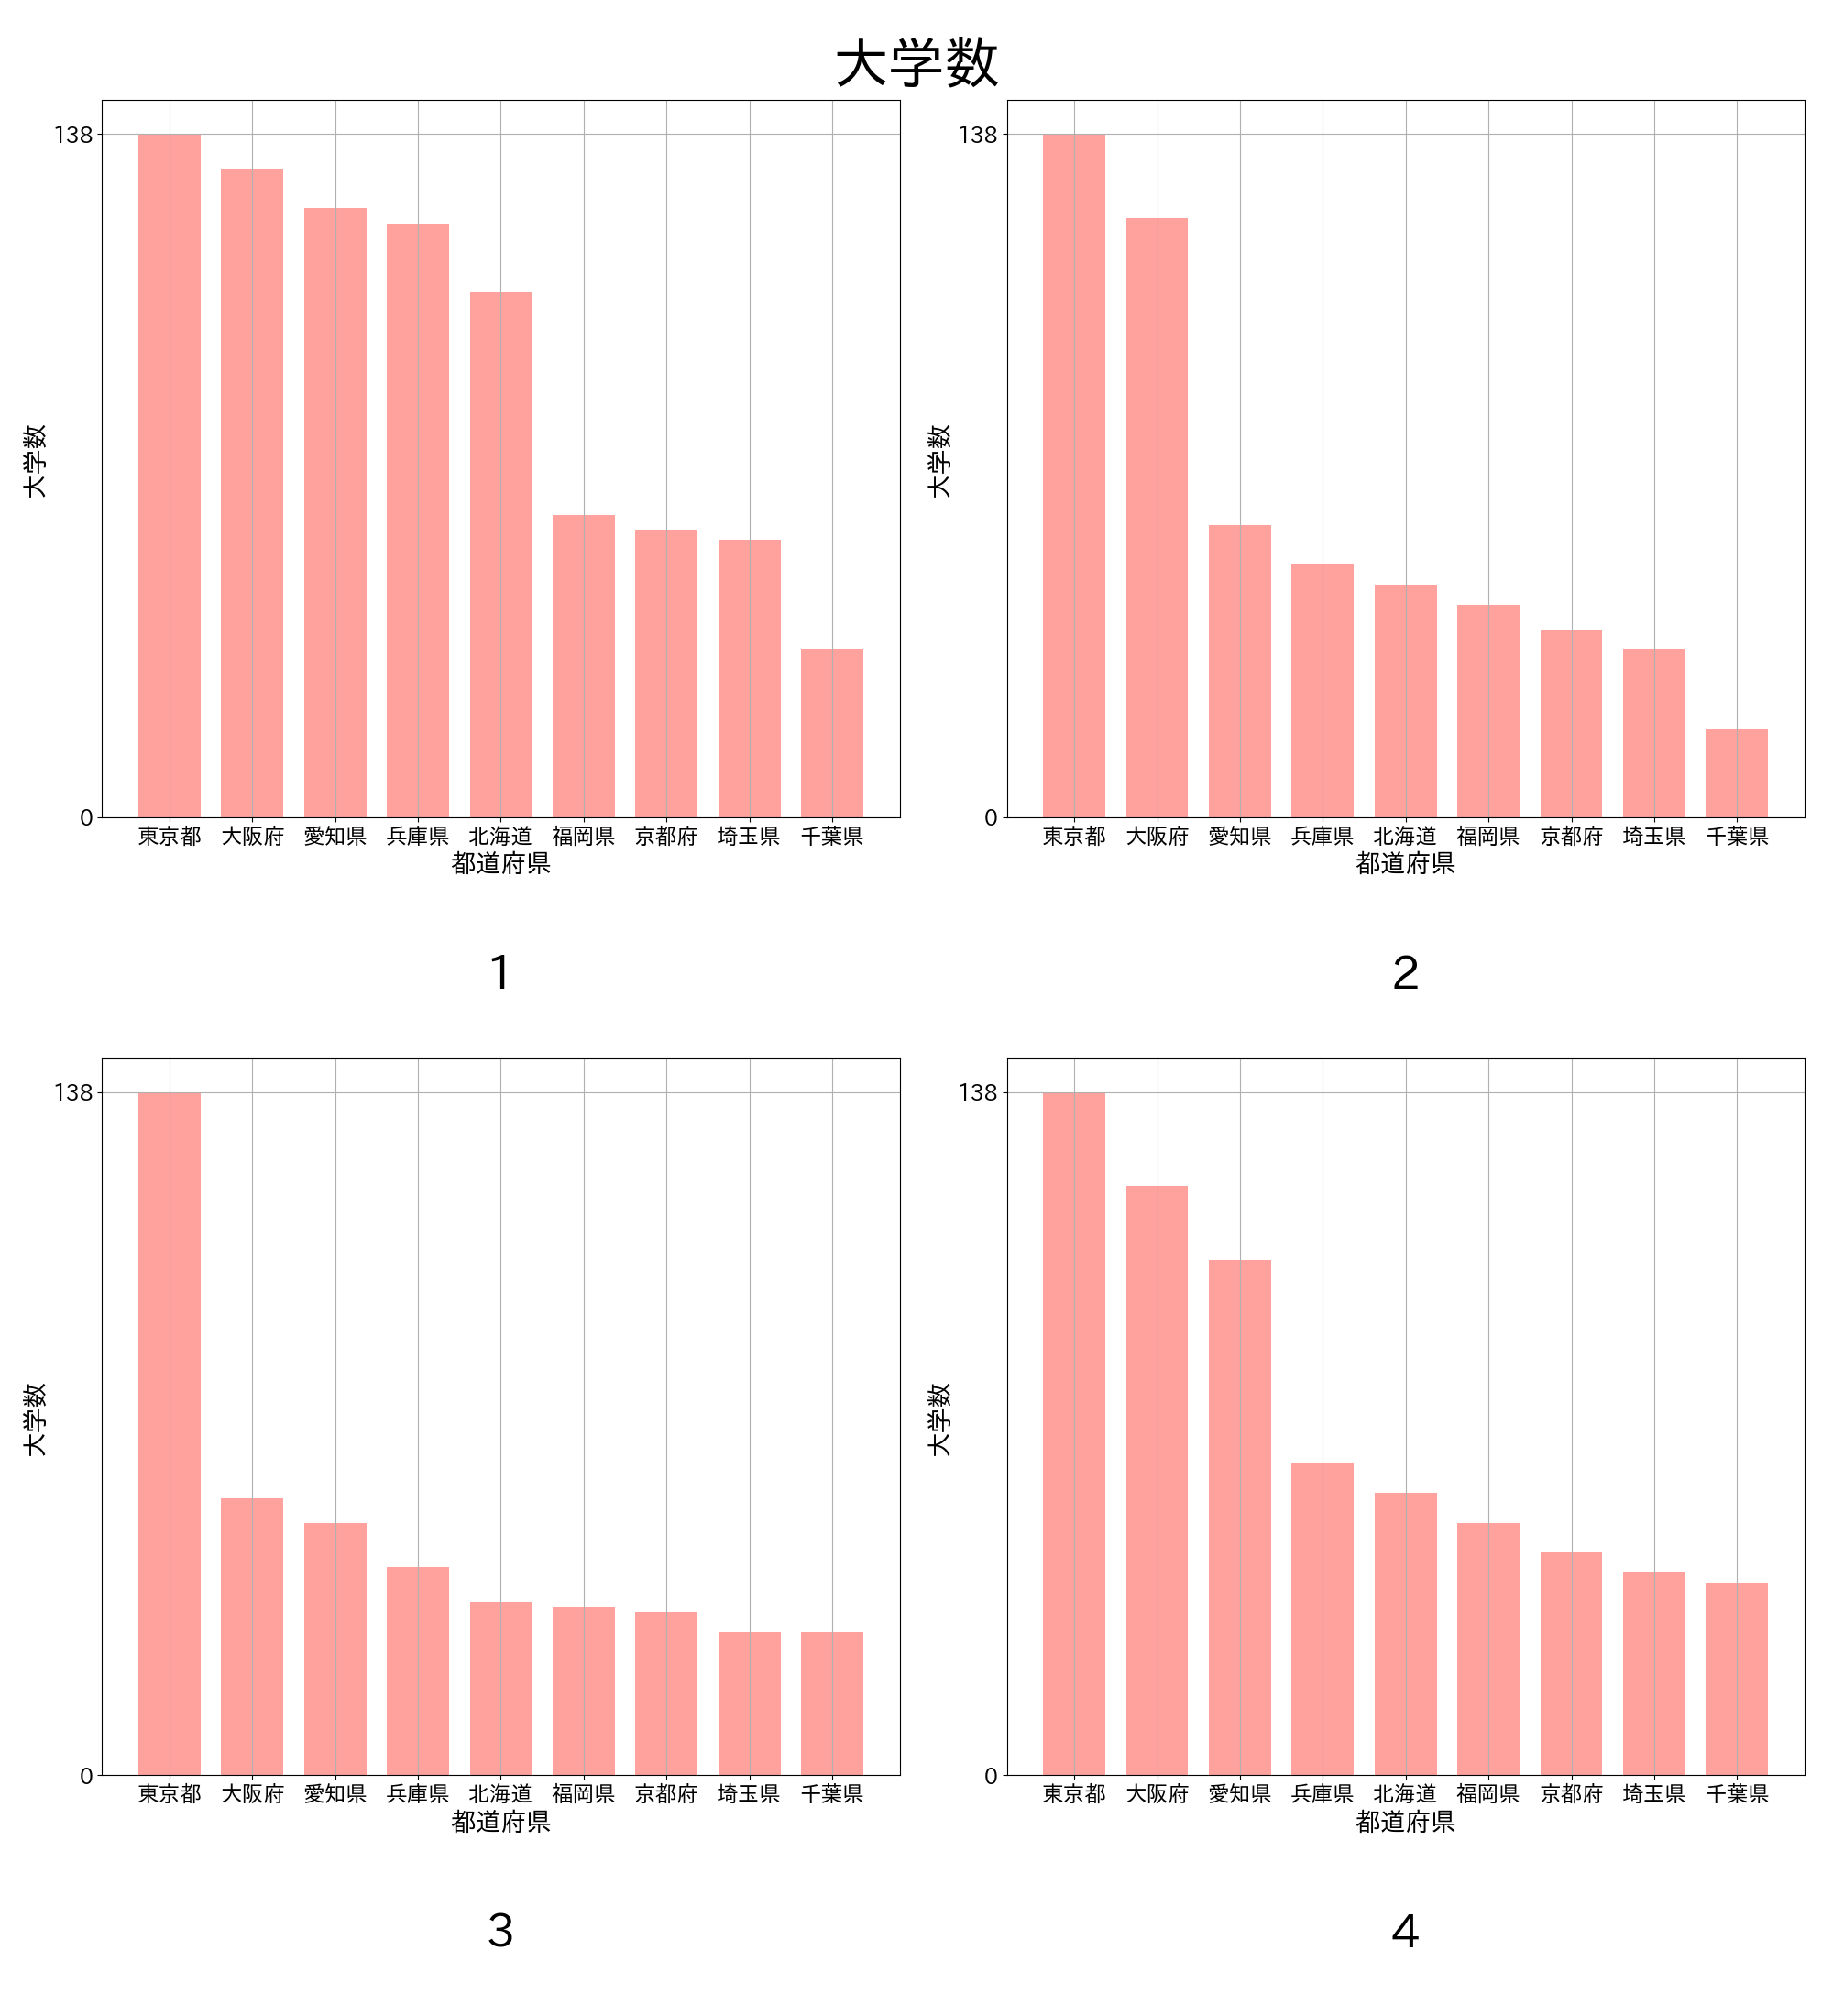 大学数
138
大学数
0
東京都 大阪府 愛知県 兵庫県 北海道 福岡県 京都府 埼玉県 千葉県
都道府県
1
138
大学数
0
東京都 大阪府 愛知県 兵庫県 北海道 福岡県 京都府 埼玉県 千葉県
都道府県
2
138
大学数
0
東京都 大阪府 愛知県 兵庫県 北海道 福岡県 京都府 埼玉県 千葉県
都道府県
3
138
大学数
0
東京都 大阪府 愛知県 兵庫県 北海道 福岡県 京都府 埼玉県 千葉県
都道府県
4